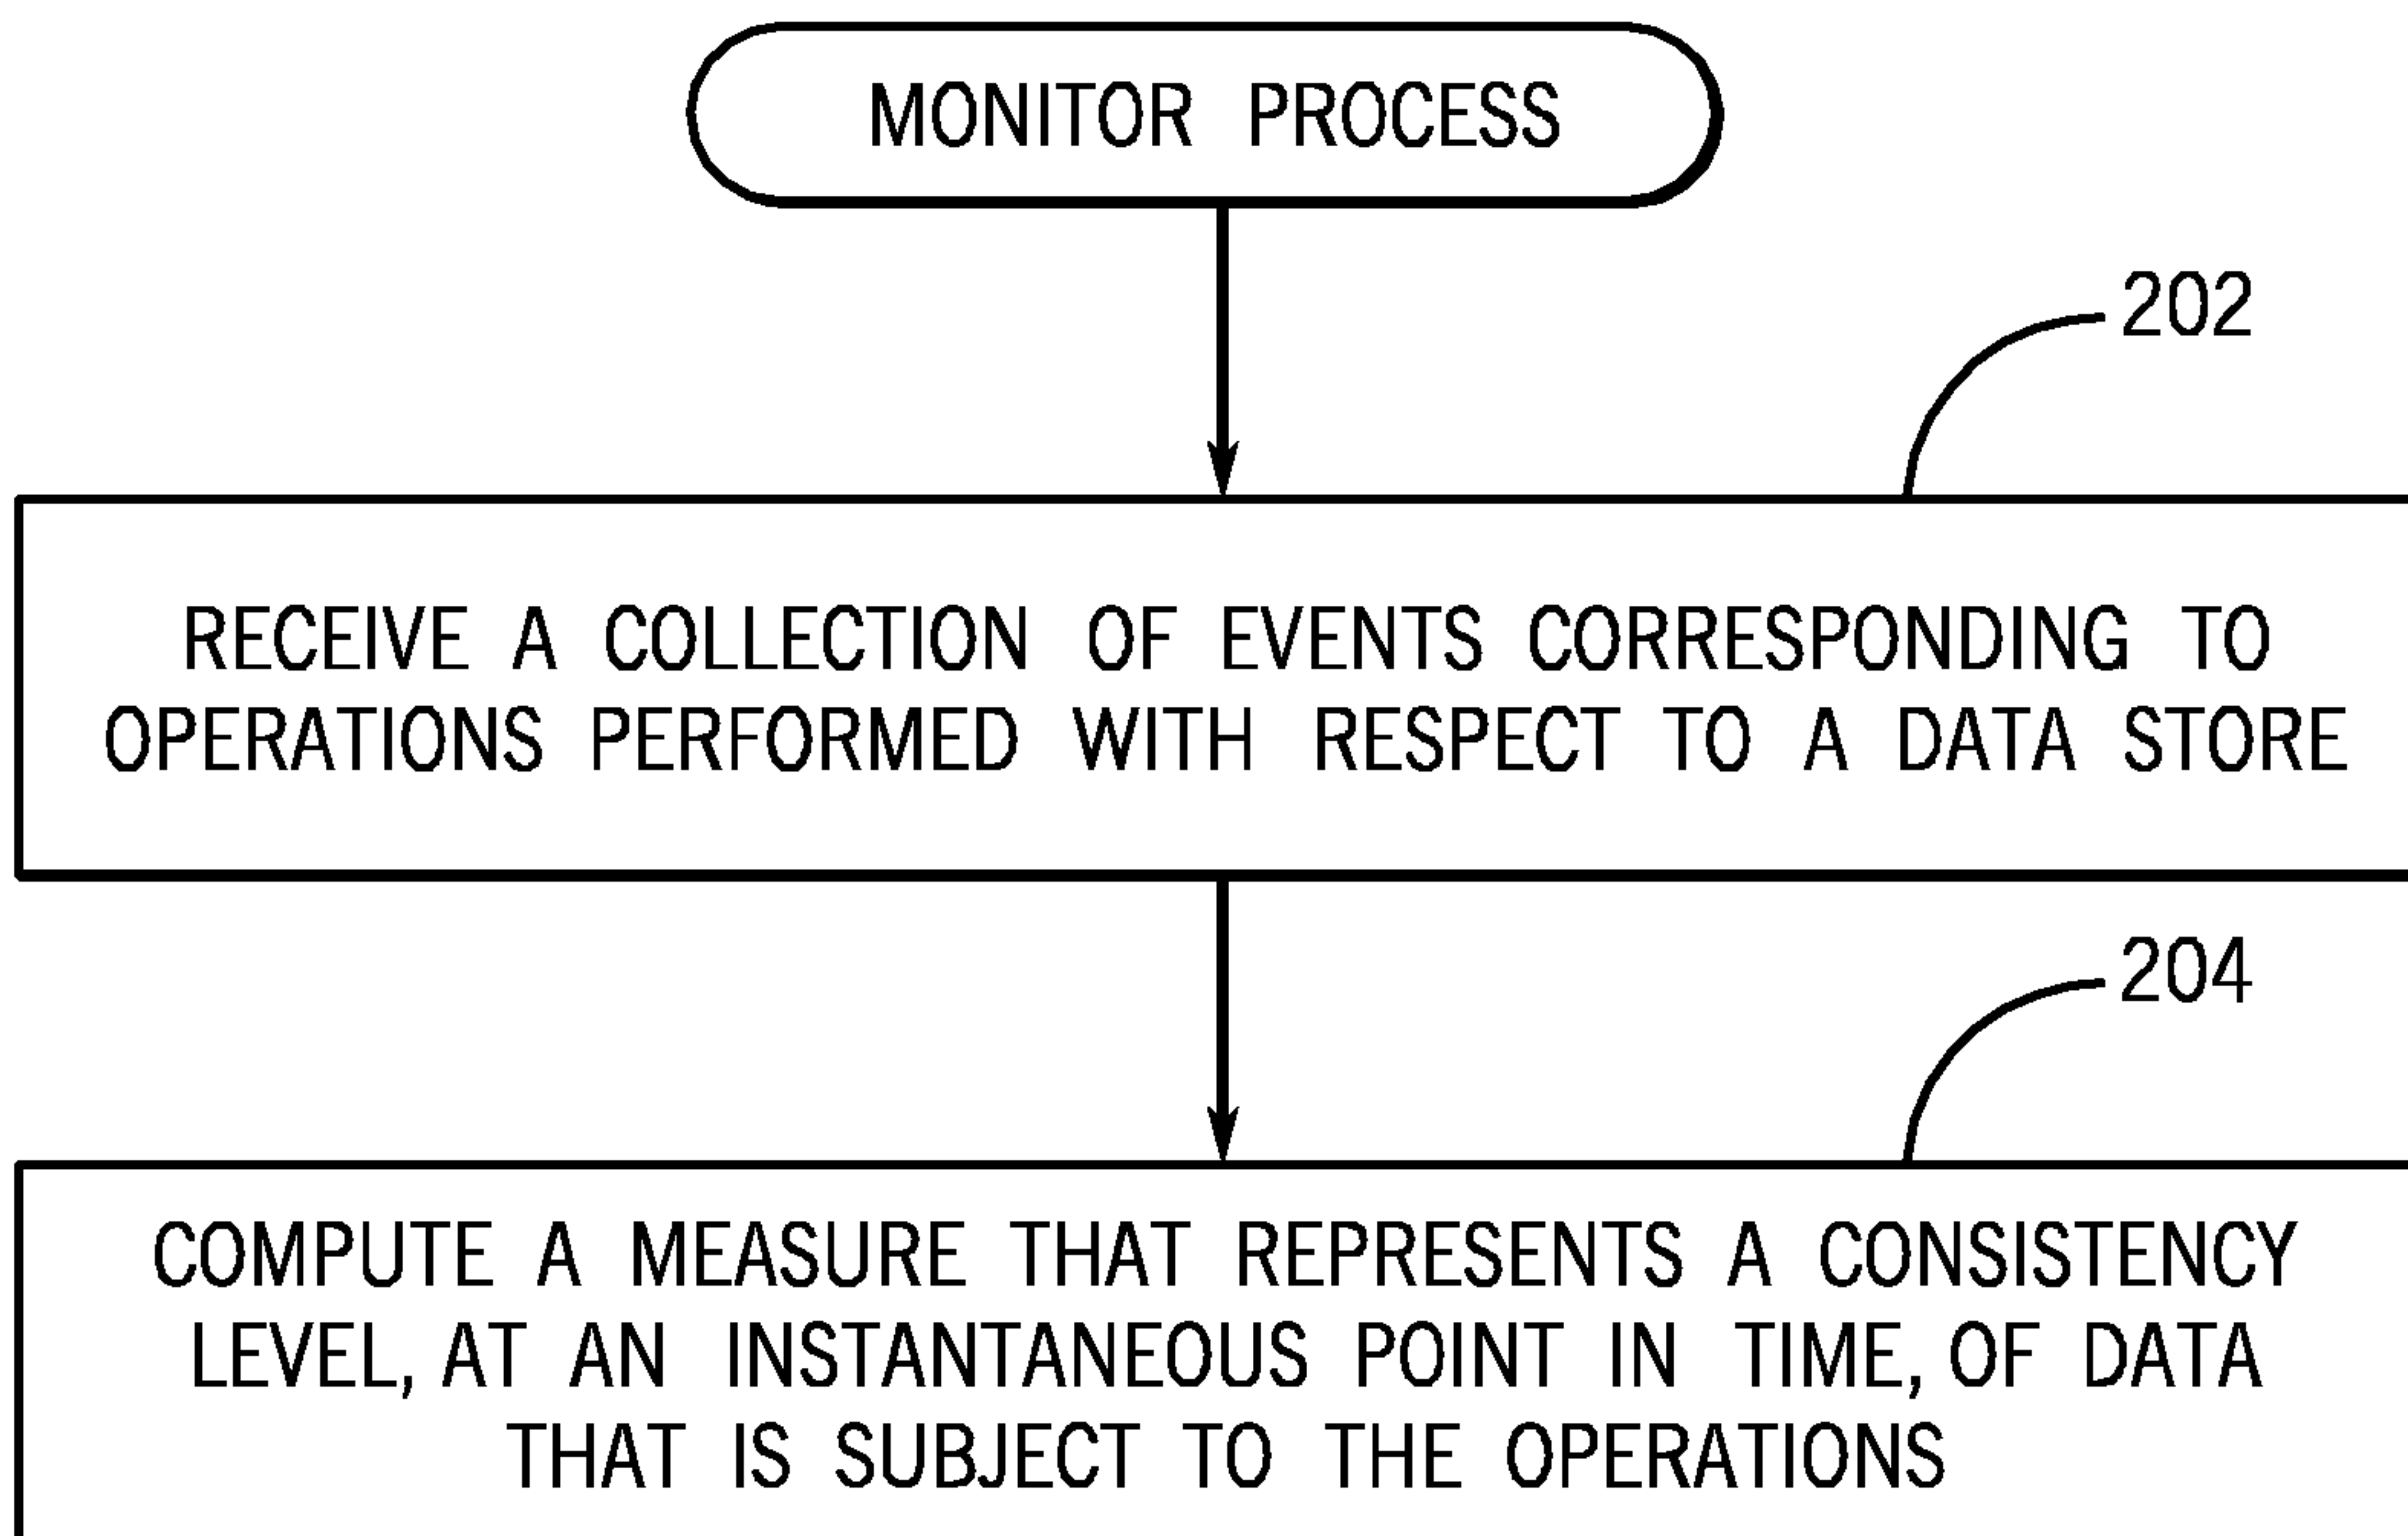 MONITOR PROCESS
202
RECEIVE A COLLECTION OF EVENTS CORRESPONDING TO
OPERATIONS PERFORMED WITH RESPECT TO A DATA STORE
204
COMPUTE A MEASURE THAT REPRESENTS A CONSISTENCY
LEVEL, AT AN INSTANTANEOUS POINT IN TIME, OF DATA
THAT IS SUBJECT TO THE OPERATIONS